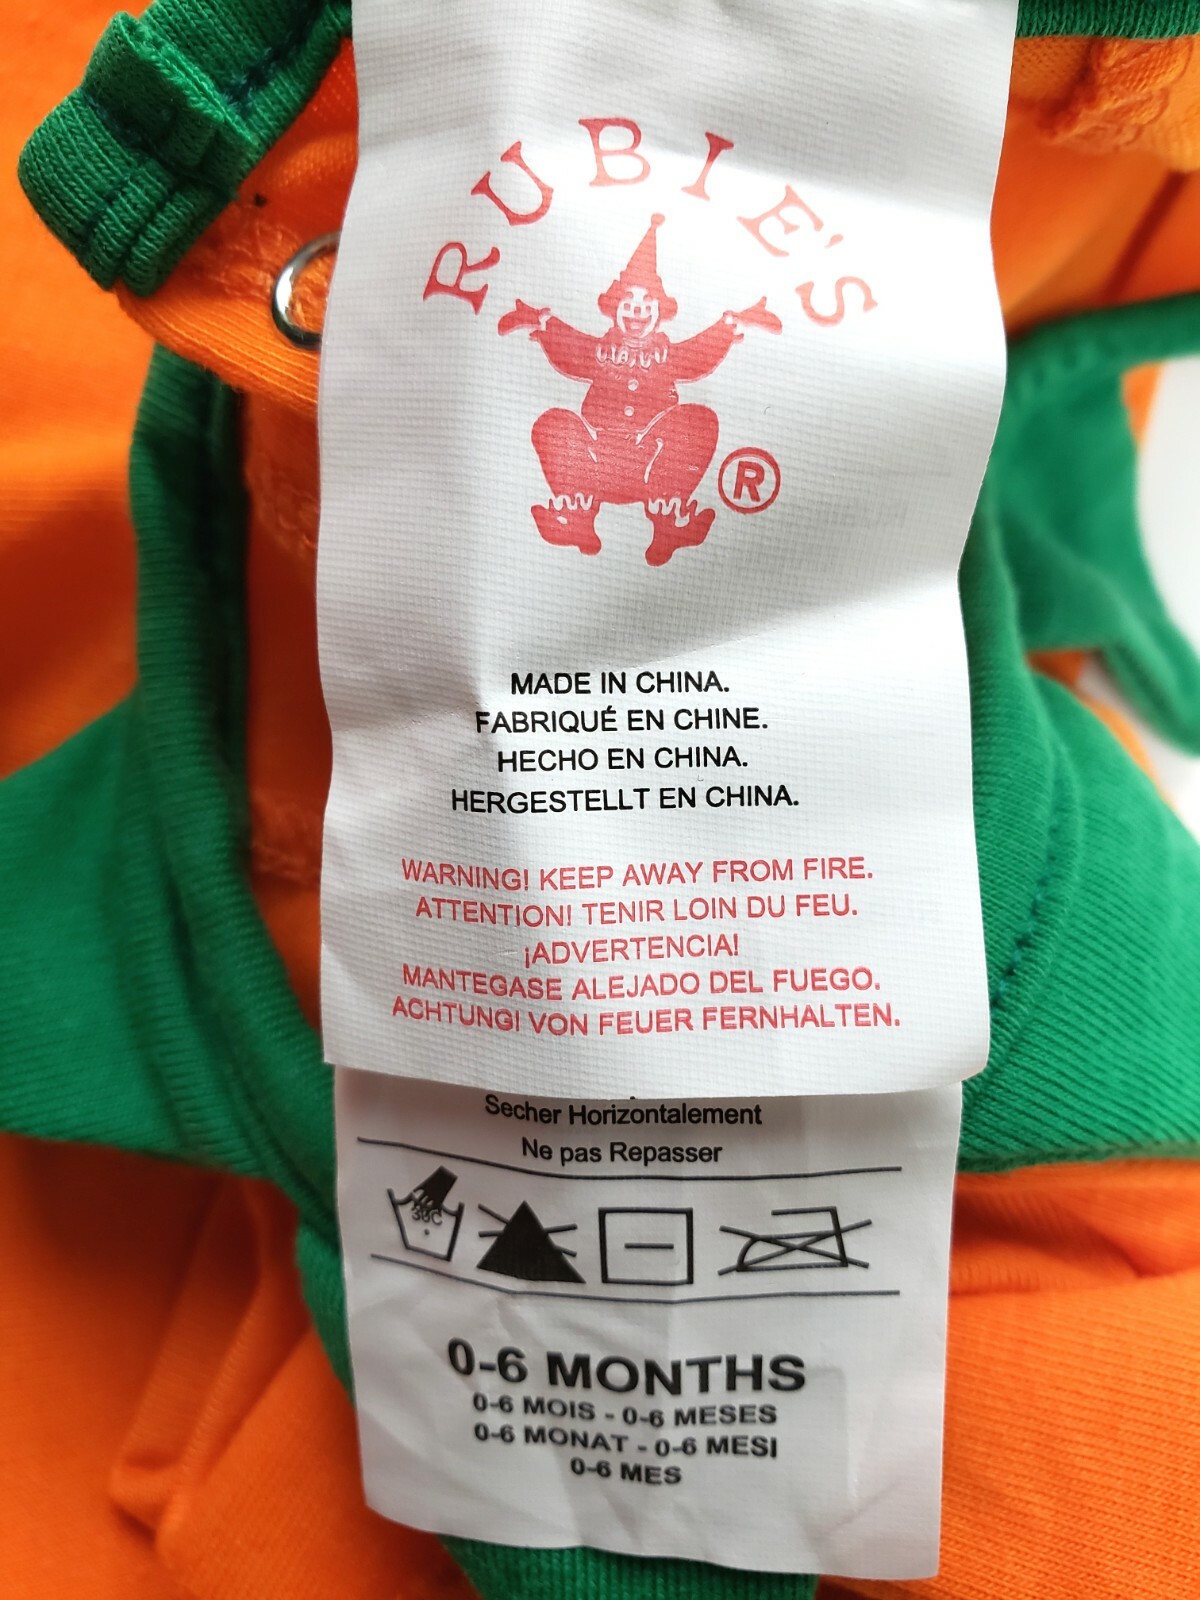 RUBIE'S
®
MADE IN CHINA.
FABRIQUÉ EN CHINE.
HECHO EN CHINA.
HERGESTELLT EN CHINA.
WARNING! KEEP AWAY FROM FIRE.
ATTENTION! TENIR LOIN DU FEU.
¡ADVERTENCIA!
MANTEGASE ALEJADO DEL FUEGO.
ACHTUNG! VON FEUER FERNHALTEN.
Secher Horizontalement
Ne pas Repasser
30C
0-6 MONTHS
0-6 MOIS - 0-6 MESES
0-6 MONAT - 0-6 MESI
0-6 MES